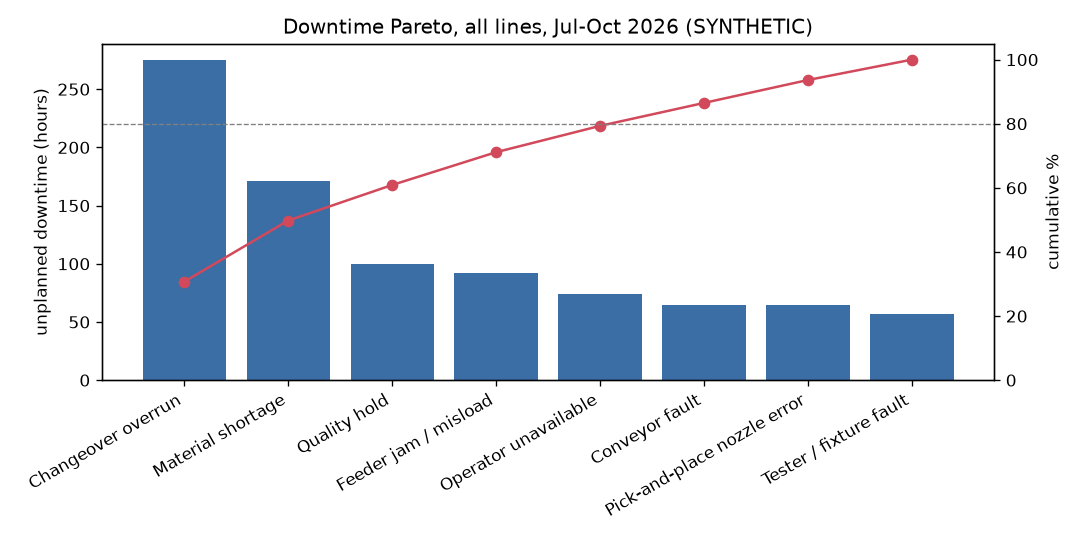 Downtime Pareto, all lines, Jul-Oct 2026 (SYNTHETIC)
unplanned downtime (hours)
250
200
150
100
50
0
100
80
60
40
20
0
cumulative %
Changeover overrun
Material shortage
Quality hold
Feeder jam / misload
Operator unavailable
Conveyor fault
Pick-and-place nozzle error
Tester / fixture fault